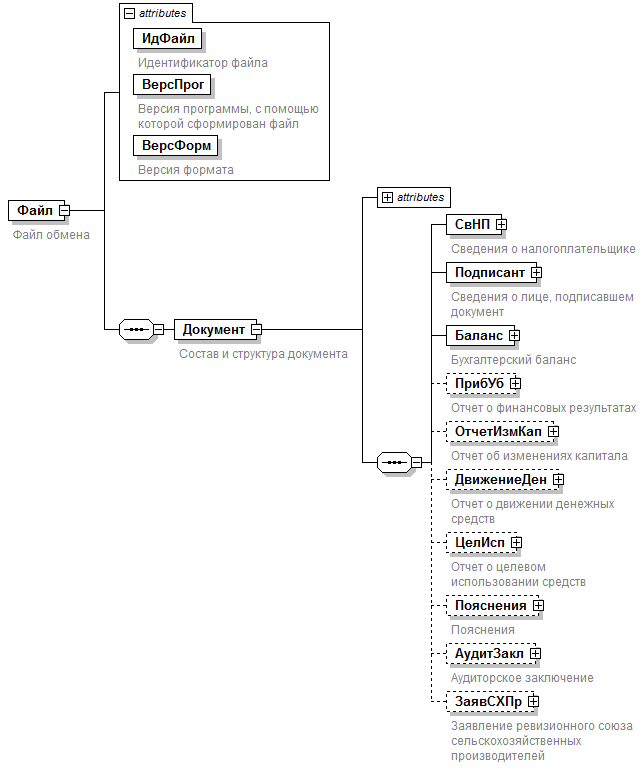 attributes
ИдФайл
Идентификатор файла
ВерсПрог
Версия программы, с помощью
которой сформирован файл
ВерсФорм
Версия формата
Файл
Файл обмена
Документ
Состав и структура документа
attributes
СвНП
Сведения о налогоплательщике
Подписант
Сведения о лице, подписавшем
документ
Баланс
Бухгалтерский баланс
ПрибУб
Отчет о финансовых результатах
ОтчетИзмКап
Отчет об изменениях капитала
ДвижениеДен
Отчет о движении денежных
средств
ЦелИсп
Отчет о целевом
использовании средств
Пояснения
Пояснения
АудитЗакл
Аудиторское заключение
ЗаявСХПр
Заявление ревизионного союза
сельскохозяйственных
производителей